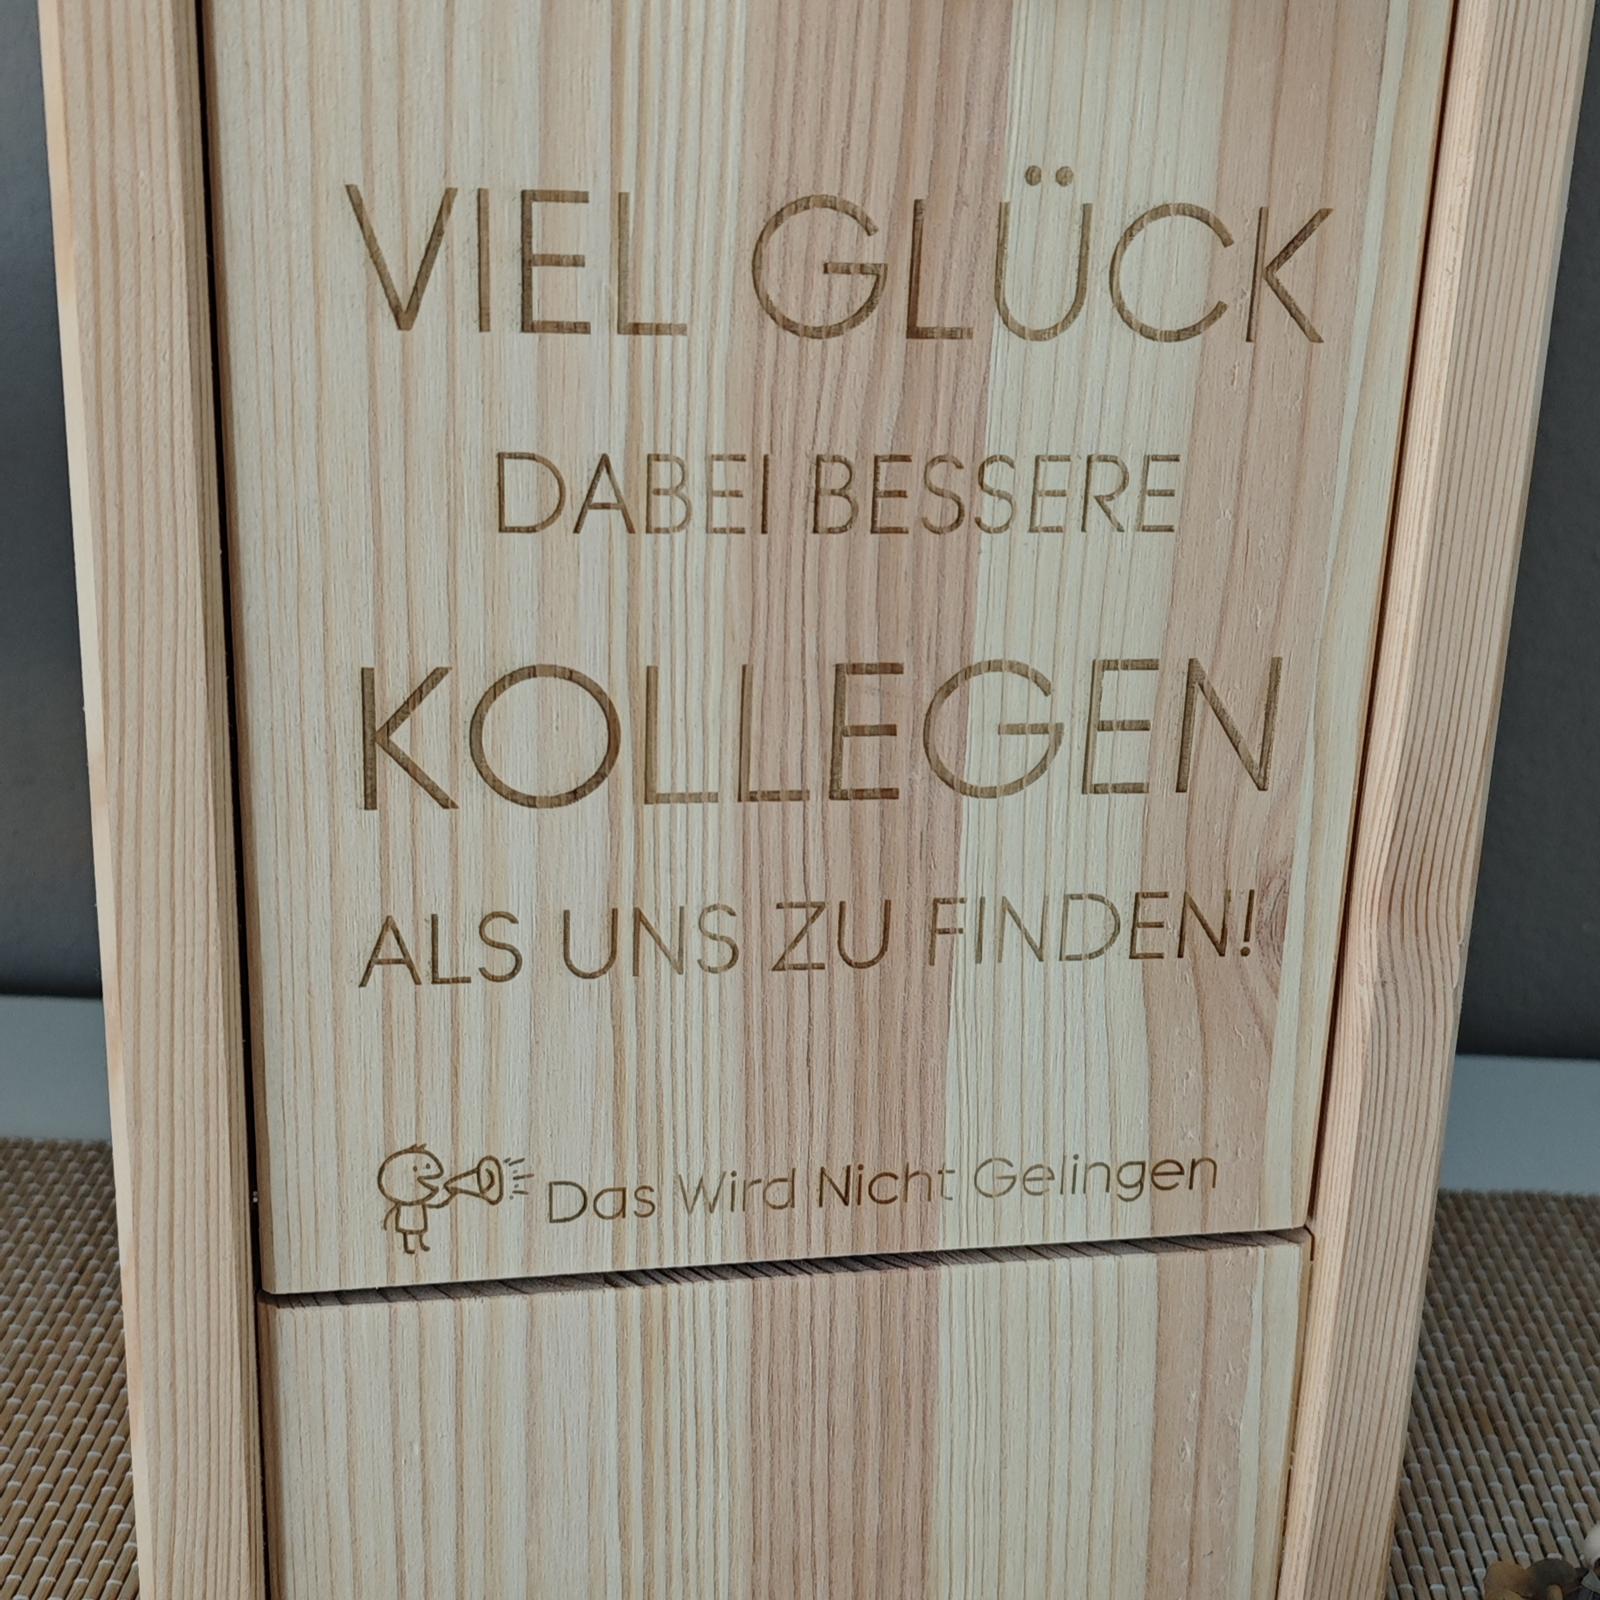 VIEL GLÜCK
DABEI BESSERE
KOLLEGEN
ALS UNS ZU FINDEN!
Das Wird Nicht Gelingen